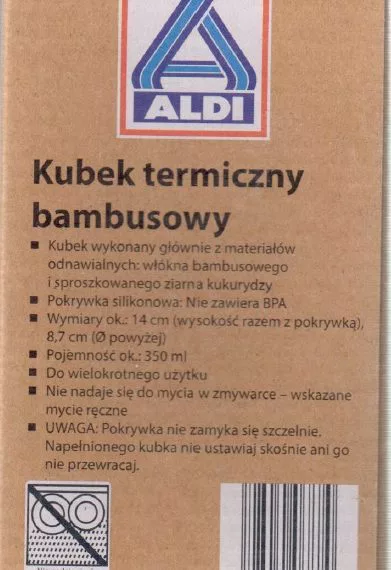 ALDI
Kubek termiczny
bambusowy
■ Kubek wykonany głównie z materiałów
odnawialnych: włókna bambusowego
i sproszkowanego ziarna kukurydzy
■ Pokrywka silikonowa: Nie zawiera BPA
■ Wymiary ok.: 14 cm (wysokość razem z pokrywką),
8,7 cm (Ø powyżej)
■ Pojemność ok.: 350 ml
■ Do wielokrotnego użytku
■ Nie nadaje się do mycia w zmywarce – wskazane
mycie ręczne
■ UWAGA: Pokrywka nie zamyka się szczelnie.
Napełnionego kubka nie ustawiaj skośnie ani go
nie przewracaj.